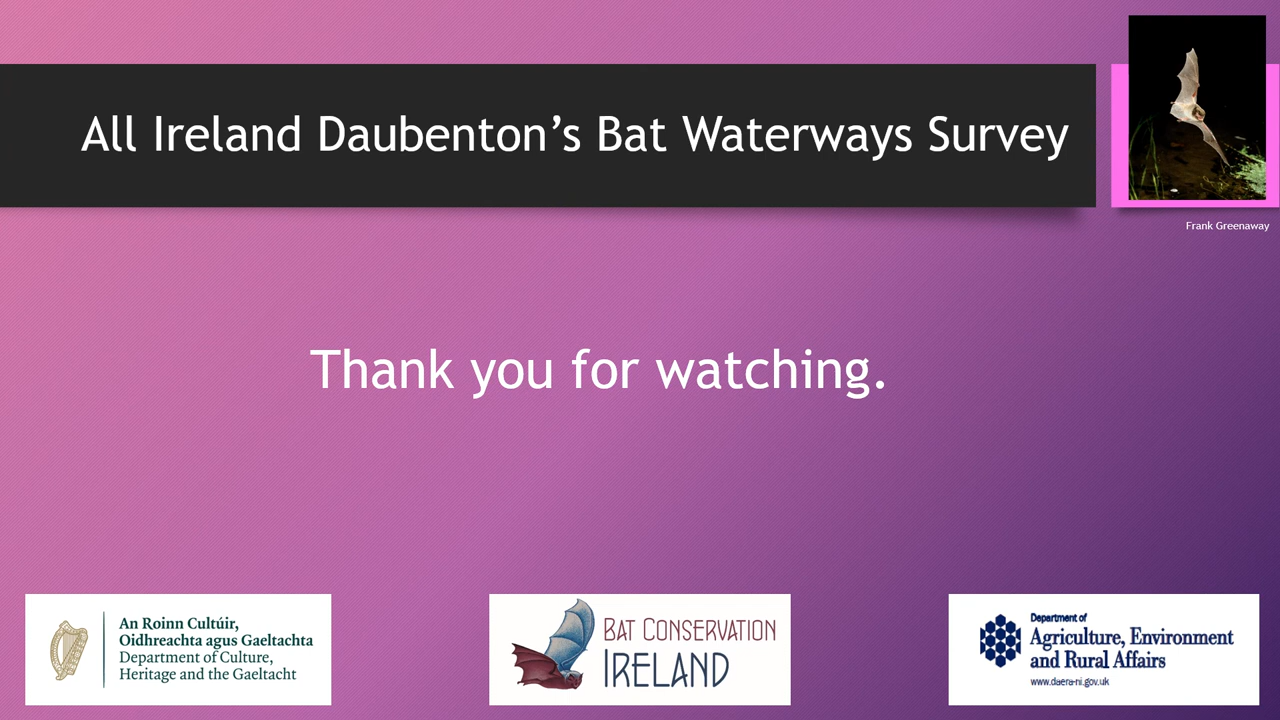 All Ireland Daubenton’s Bat Waterways Survey
Frank Greenaway
Thank you for watching.
An Roinn Cultúir,
Oidhreachta agus Gaeltachta
Department of Culture,
Heritage and the Gaeltacht
BAT CONSERVATION
IRELAND
Department of
Agriculture, Environment
and Rural Affairs
www.daera-ni.gov.uk